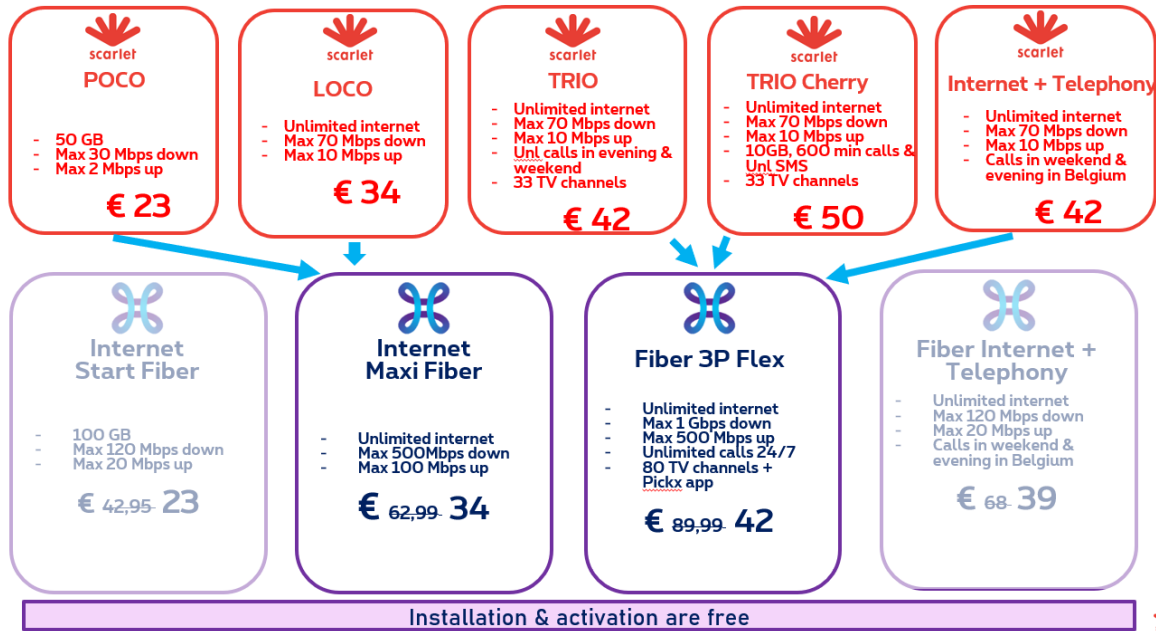 scarlet
POCO
- 50 GB
- Max 30 Mbps down
- Max 2 Mbps up
€ 23
scarlet
LOCO
- Unlimited internet
- Max 70 Mbps down
- Max 10 Mbps up
€ 34
scarlet
TRIO
- Unlimited internet
- Max 70 Mbps down
- Max 10 Mbps up
- Unl calls in evening &
weekend
- 33 TV channels
€ 42
scarlet
TRIO Cherry
- Unlimited internet
- Max 70 Mbps down
- Max 10 Mbps up
- 10GB, 600 min calls &
Unl SMS
- 33 TV channels
€ 50
scarlet
Internet + Telephony
- Unlimited internet
- Max 70 Mbps down
- Max 10 Mbps up
- Calls in weekend &
evening in Belgium
€ 42
Internet
Start Fiber
- 100 GB
- Max 120 Mbps down
- Max 20 Mbps up
€ 42,95 23
Internet
Maxi Fiber
- Unlimited internet
- Max 500Mbps down
- Max 100 Mbps up
€ 62,99 34
Fiber 3P Flex
- Unlimited internet
- Max 1 Gbps down
- Max 500 Mbps up
- Unlimited calls 24/7
- 80 TV channels +
Pickx app
€ 89,99 42
Fiber Internet +
Telephony
- Unlimited internet
- Max 120 Mbps down
- Max 20 Mbps up
- Calls in weekend &
evening in Belgium
€ 68 39
Installation & activation are free